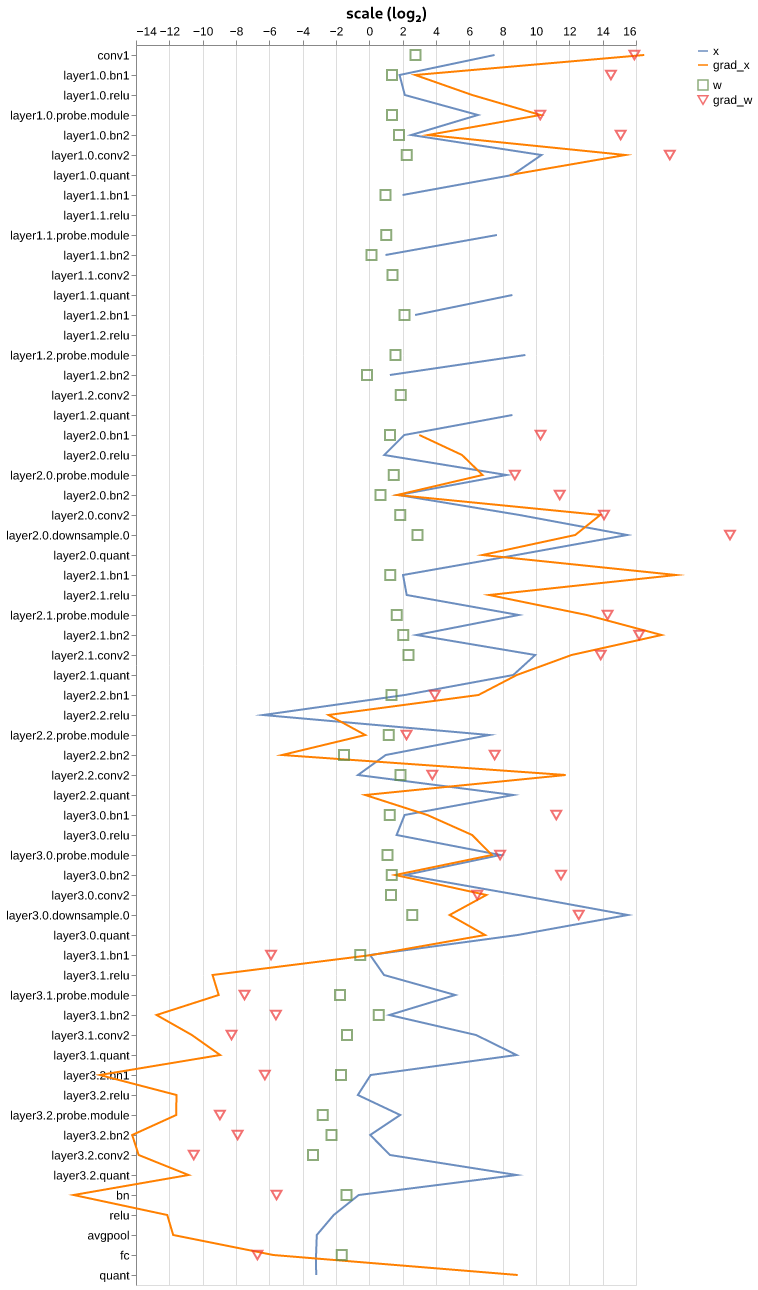 scale (log₂)
−14 −12 −10 −8 −6 −4 −2 0 2 4 6 8 10 12 14 16
x
grad_x
w
grad_w
conv1
layer1.0.bn1
layer1.0.relu
layer1.0.probe.module
layer1.0.bn2
layer1.0.conv2
layer1.0.quant
layer1.1.bn1
layer1.1.relu
layer1.1.probe.module
layer1.1.bn2
layer1.1.conv2
layer1.1.quant
layer1.2.bn1
layer1.2.relu
layer1.2.probe.module
layer1.2.bn2
layer1.2.conv2
layer1.2.quant
layer2.0.bn1
layer2.0.relu
layer2.0.probe.module
layer2.0.bn2
layer2.0.conv2
layer2.0.downsample.0
layer2.0.quant
layer2.1.bn1
layer2.1.relu
layer2.1.probe.module
layer2.1.bn2
layer2.1.conv2
layer2.1.quant
layer2.2.bn1
layer2.2.relu
layer2.2.probe.module
layer2.2.bn2
layer2.2.conv2
layer2.2.quant
layer3.0.bn1
layer3.0.relu
layer3.0.probe.module
layer3.0.bn2
layer3.0.conv2
layer3.0.downsample.0
layer3.0.quant
layer3.1.bn1
layer3.1.relu
layer3.1.probe.module
layer3.1.bn2
layer3.1.conv2
layer3.1.quant
layer3.2.bn1
layer3.2.relu
layer3.2.probe.module
layer3.2.bn2
layer3.2.conv2
layer3.2.quant
bn
relu
avgpool
fc
quant